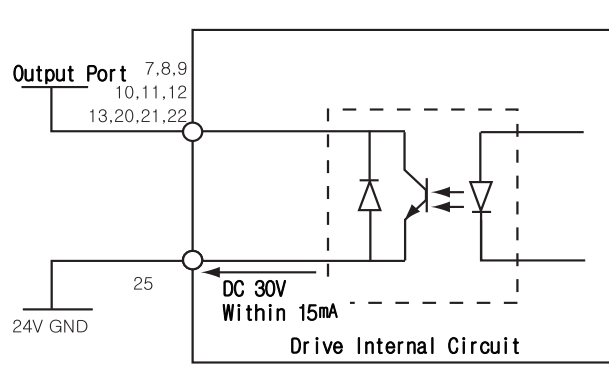 Output Port
7,8,9
10,11,12
13,20,21,22
25
24V GND
DC 30V
Within 15mA
Drive Internal Circuit